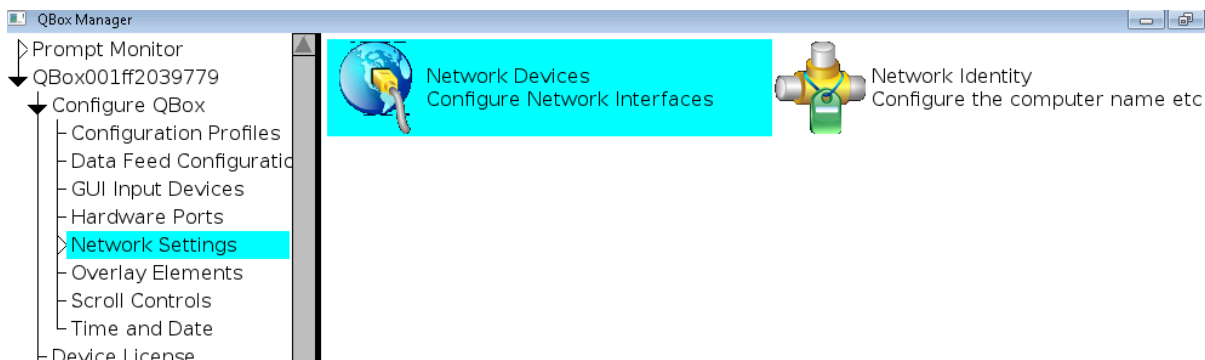 QBox Manager
Prompt Monitor
QBox001ff2039779
Configure QBox
Configuration Profiles
Data Feed Configuratio
GUI Input Devices
Hardware Ports
Network Settings
Overlay Elements
Scroll Controls
Time and Date
Device License
Network Devices
Configure Network Interfaces
Network Identity
Configure the computer name etc